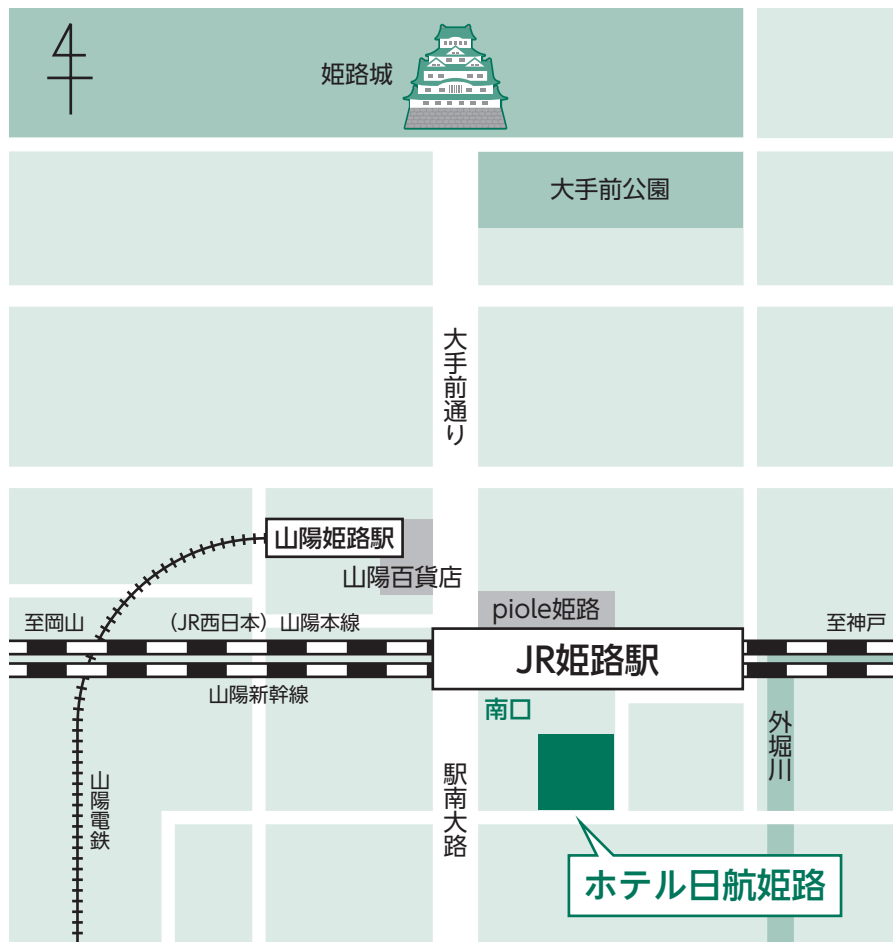 姫路城
大手前公園
大手前通り
山陽姫路駅
山陽百貨店
piole姫路
至岡山
（JR西日本）山陽本線
至神戸
JR姫路駅
山陽新幹線
南口
外堀川
山陽電鉄
駅南大路
ホテル日航姫路